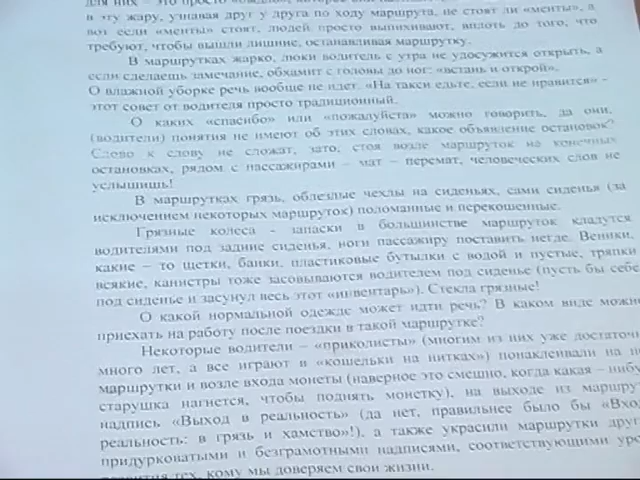 для них – это просто
в эту жару, узнавая друг у друга по ходу маршрута, не стоят ли «менты», а
вот если «менты» стоят, людей просто выпихивают, вплоть до того, что
требуют, чтобы вышли лишние, останавливая маршрутку.
В маршрутках жарко, люки водитель с утра не удосужится открыть, а
если сделаешь замечание, обхамит с головы до ног: «встань и открой».
О влажной уборке речь вообще не идет. «На такси едьте, если не нравится» -
этот совет от водителя просто традиционный.
О каких «спасибо» или «пожалуйста» можно говорить, да они,
(водители) понятия не имеют об этих словах, какое объявление остановок?
Слово к слову не сложат, зато, стоя возле маршруток на конечных
остановках, рядом с пассажирами – мат – перемат, человеческих слов не
услышишь!
В маршрутках грязь, облезлые чехлы на сиденьях, сами сиденья (за
исключением некоторых маршруток) поломанные и перекошенные.
Грязные колеса - запаски в большинстве маршруток кладутся
водителями под задние сиденья, ноги пассажиру поставить негде. Веники,
какие – то щетки, банки, пластиковые бутылки с водой и пустые, тряпки
всякие, канистры тоже засовываются водителем под сиденье (пусть бы себе
под сиденье и засунул весь этот «инвентарь»). Стекла грязные!
О какой нормальной одежде может идти речь? В каком виде можно
приехать на работу после поездки в такой маршрутке?
Некоторые водители – «приколисты» (многим из них уже достаточ
много лет, а все играют и «кошельки на нитках») понаклеивали на п
маршрутки и возле входа монеты (наверное это смешно, когда какая – нибу
старушка нагнется, чтобы поднять монетку), на выходе из маршру
надпись «Выход в реальность» (да нет, правильнее было бы «Вход
реальность: в грязь и хамство»!), а также украсили маршрутки друг
придурковатыми и безграмотными надписями, соответствующими уро
тех, кому мы доверяем свои жизни.